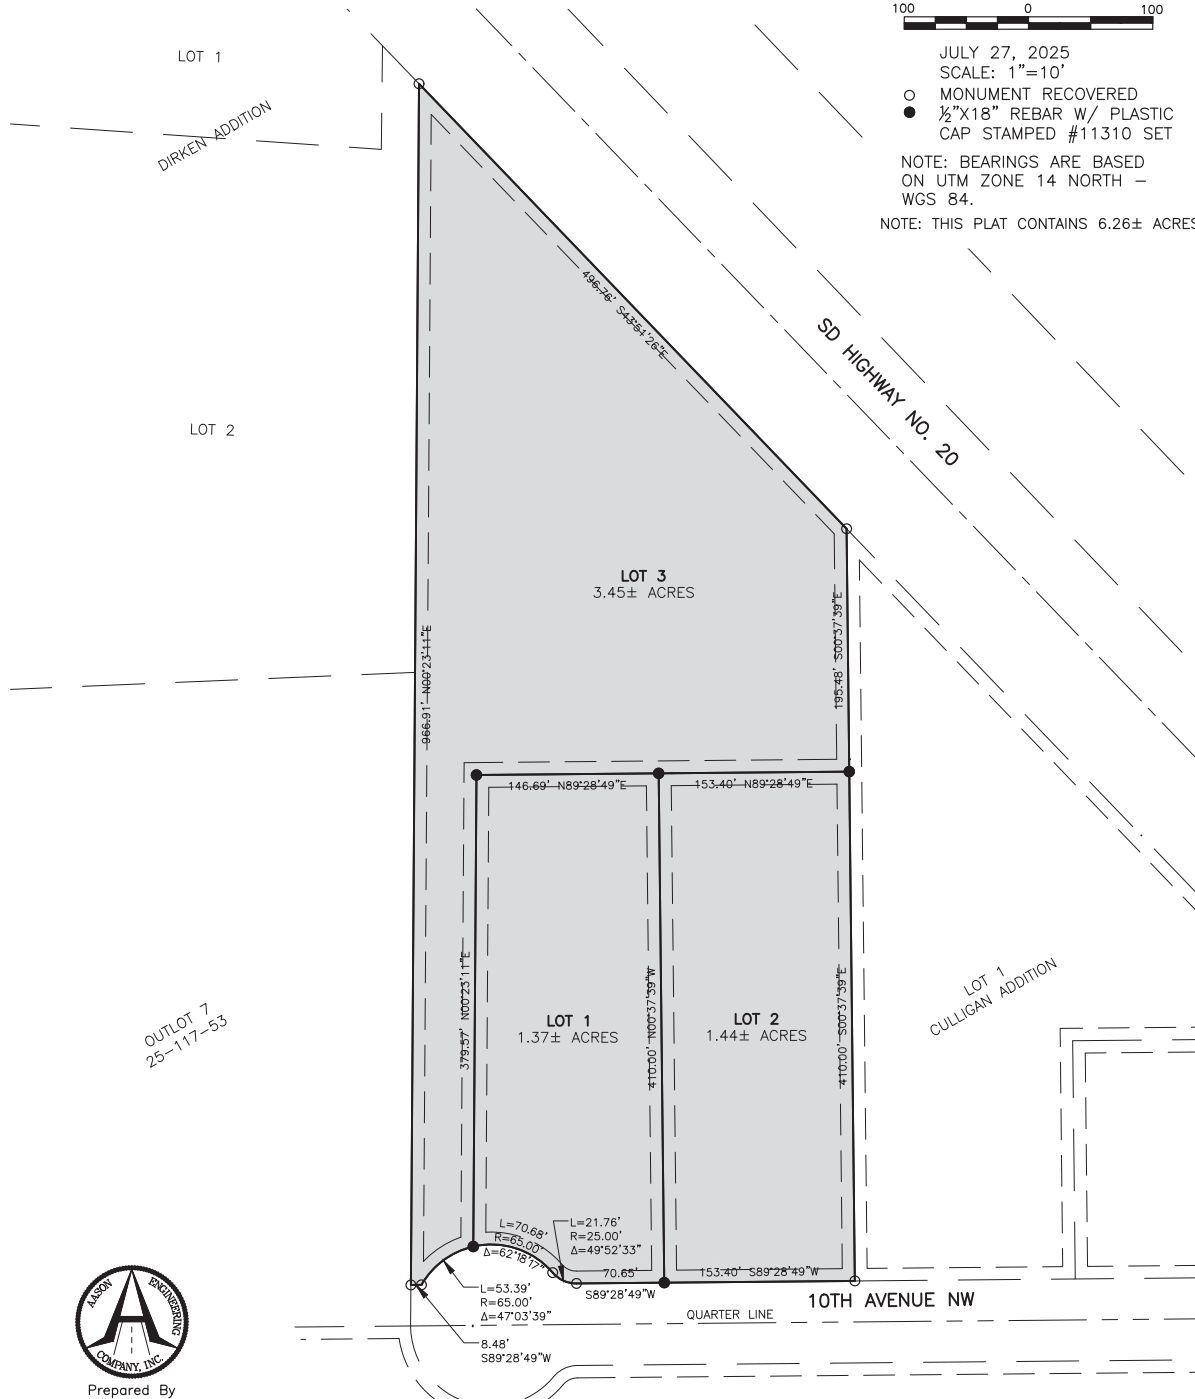 100 0 100
JULY 27, 2025
SCALE: 1"=10'
MONUMENT RECOVERED
½"X18" REBAR W/ PLASTIC
CAP STAMPED #11310 SET
NOTE: BEARINGS ARE BASED
ON UTM ZONE 14 NORTH –
WGS 84.
NOTE: THIS PLAT CONTAINS 6.26± ACRES
LOT 1
DIRKEN ADDITION
496.76' S43°51'26"E
SD HIGHWAY NO. 20
LOT 2
LOT 3
3.45± ACRES
195.48' S00°37'39"E
966.91' N00°23'11"E
146.69' N89°28'49"E
153.40' N89°28'49"E
379.57' N00°23'11"E
410.00' N00°37'39"W
410.00' S00°37'39"E
LOT 1
CULLIGAN ADDITION
OUTLOT 7
25-117-53
LOT 1
1.37± ACRES
LOT 2
1.44± ACRES
L=70.68'
R=65.00'
Δ=62°18'17"
L=21.76'
R=25.00'
Δ=49°52'33"
70.65'
S89°28'49"W
153.40' S89°28'49"W
L=53.39'
R=65.00'
Δ=47°03'39"
8.48'
S89°28'49"W
10TH AVENUE NW
QUARTER LINE
AASON ENGINEERING
COMPANY, INC.
Prepared By